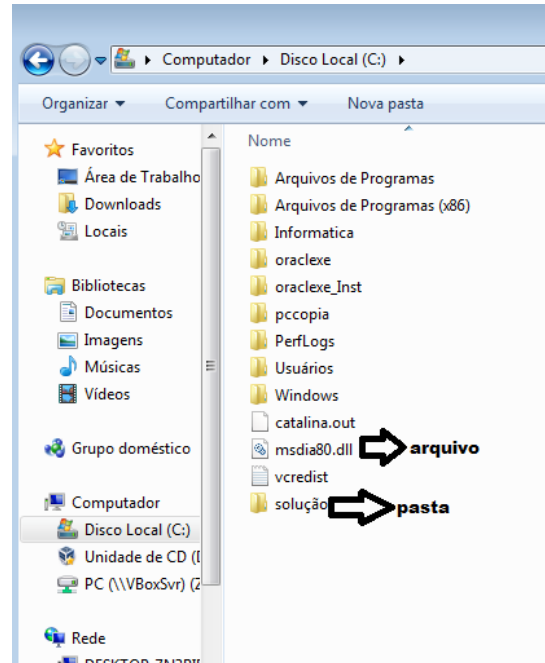 Computador Disco Local (C:)
Organizar Compartilhar com Nova pasta
Favoritos
Área de Trabalho
Downloads
Locais
Bibliotecas
Documentos
Imagens
Músicas
Vídeos
Grupo doméstico
Computador
Disco Local (C:)
Unidade de CD (
PC (\\VBoxSvr) (
Rede
Nome
Arquivos de Programas
Arquivos de Programas (x86)
Informatica
oraclexe
oraclexe_Inst
pccopia
PerfLogs
Usuários
Windows
catalina.out
msdia80.dll arquivo
vcredist
solução pasta